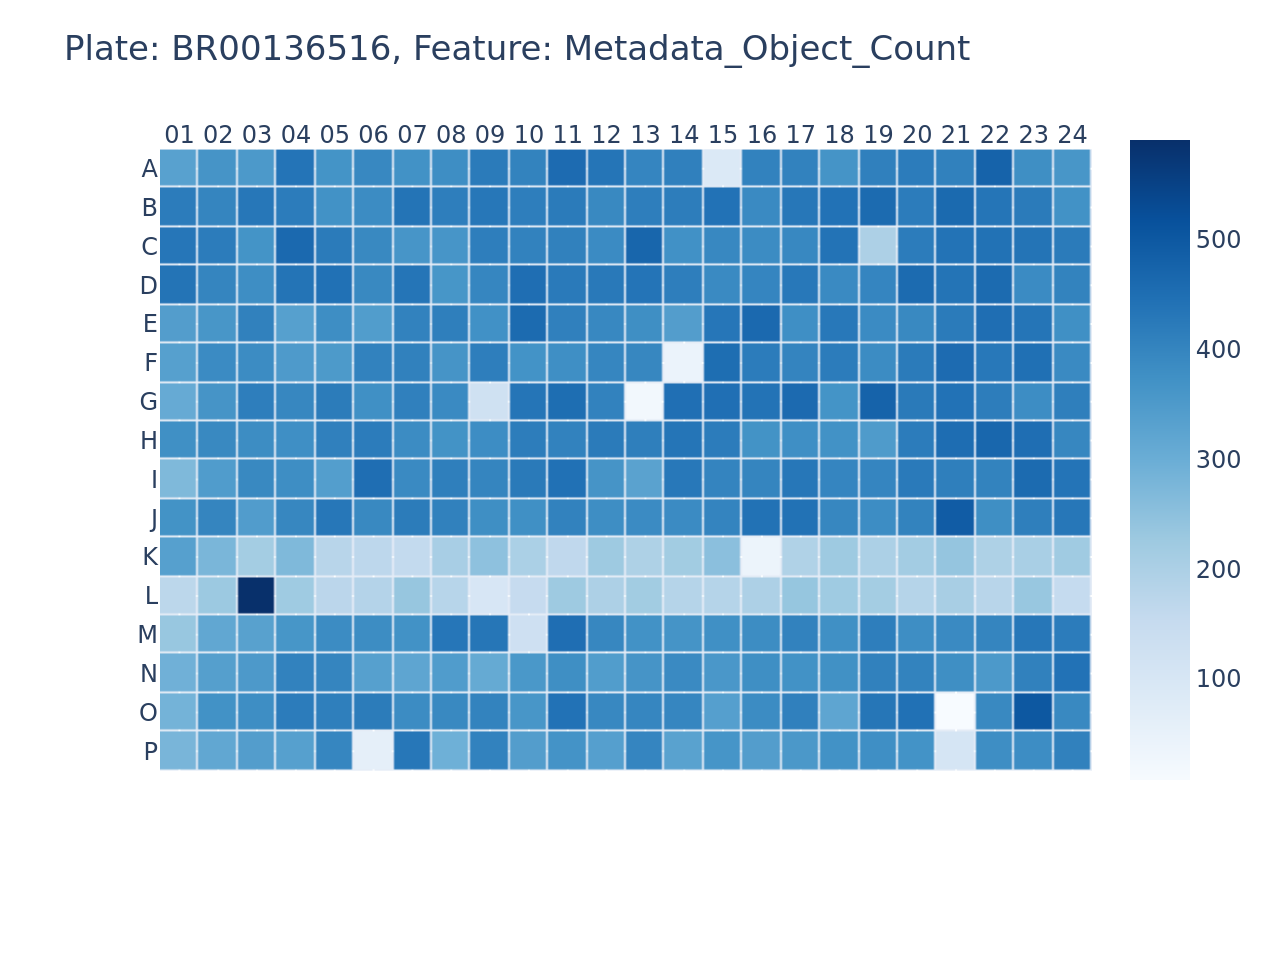 Plate: BR00136516, Feature: Metadata_Object_Count
01 02 03 04 05 06 07 08 09 10 11 12 13 14 15 16 17 18 19 20 21 22 23 24
A
B
C
D
E
F
G
H
I
J
K
L
M
N
O
P
500
400
300
200
100